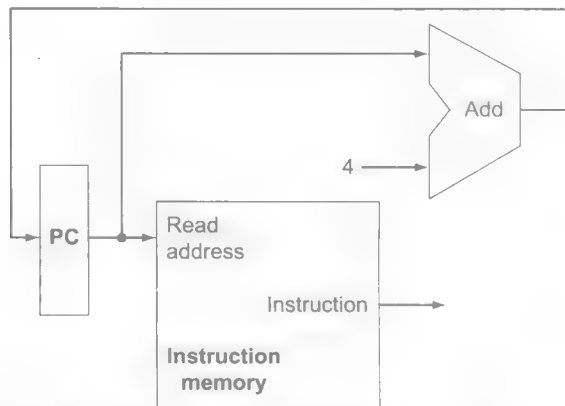 Add
4
PC
Read
address
Instruction
Instruction
memory